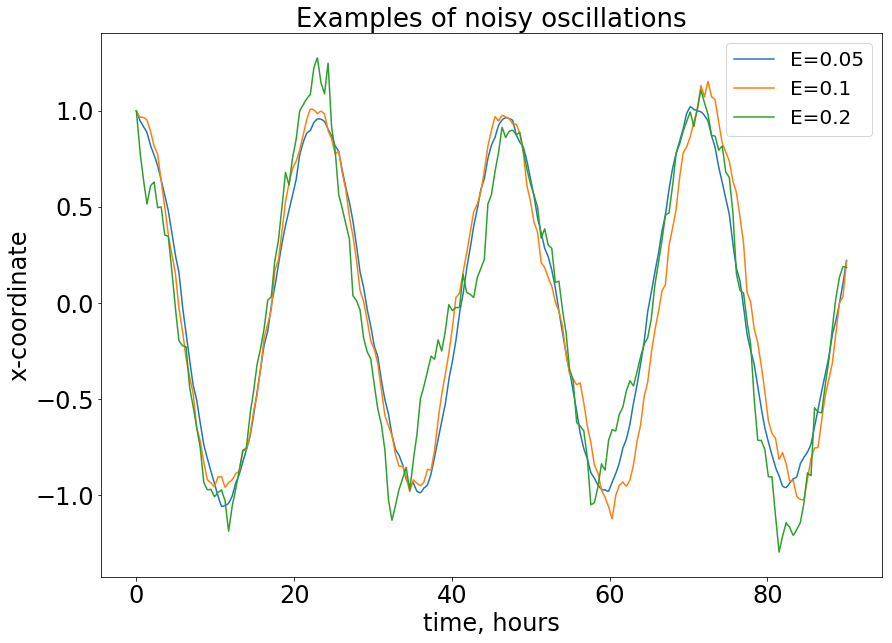 Examples of noisy oscillations
E=0.05
E=0.1
E=0.2
1.0
0.5
0.0
−0.5
−1.0
x-coordinate
0 20 40 60 80
time, hours